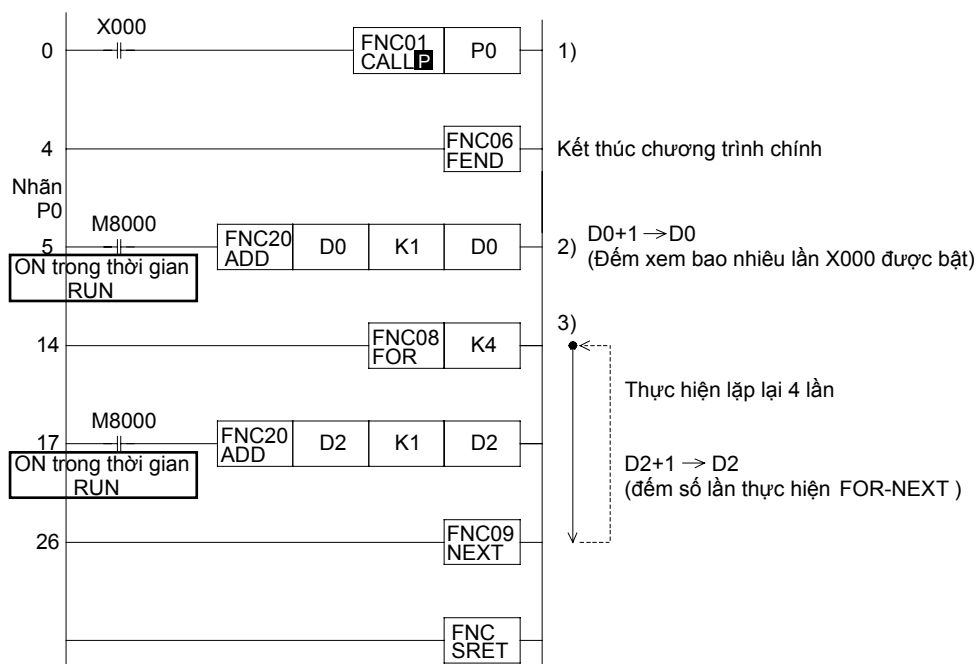 X000
0
FNC01
CALLP
P0
1)
4
FNC06
FEND
Kết thúc chương trình chính
Nhãn
P0
M8000
5
FNC20
ADD
D0
K1
D0
2)
D0+1→D0
(Đếm xem bao nhiêu lần X000 được bật)
ON trong thời gian
RUN
3)
14
FNC08
FOR
K4
Thực hiện lặp lại 4 lần
M8000
17
FNC20
ADD
D2
K1
D2
D2+1 → D2
(đếm số lần thực hiện FOR-NEXT )
ON trong thời gian
RUN
26
FNC09
NEXT
FNC
SRET